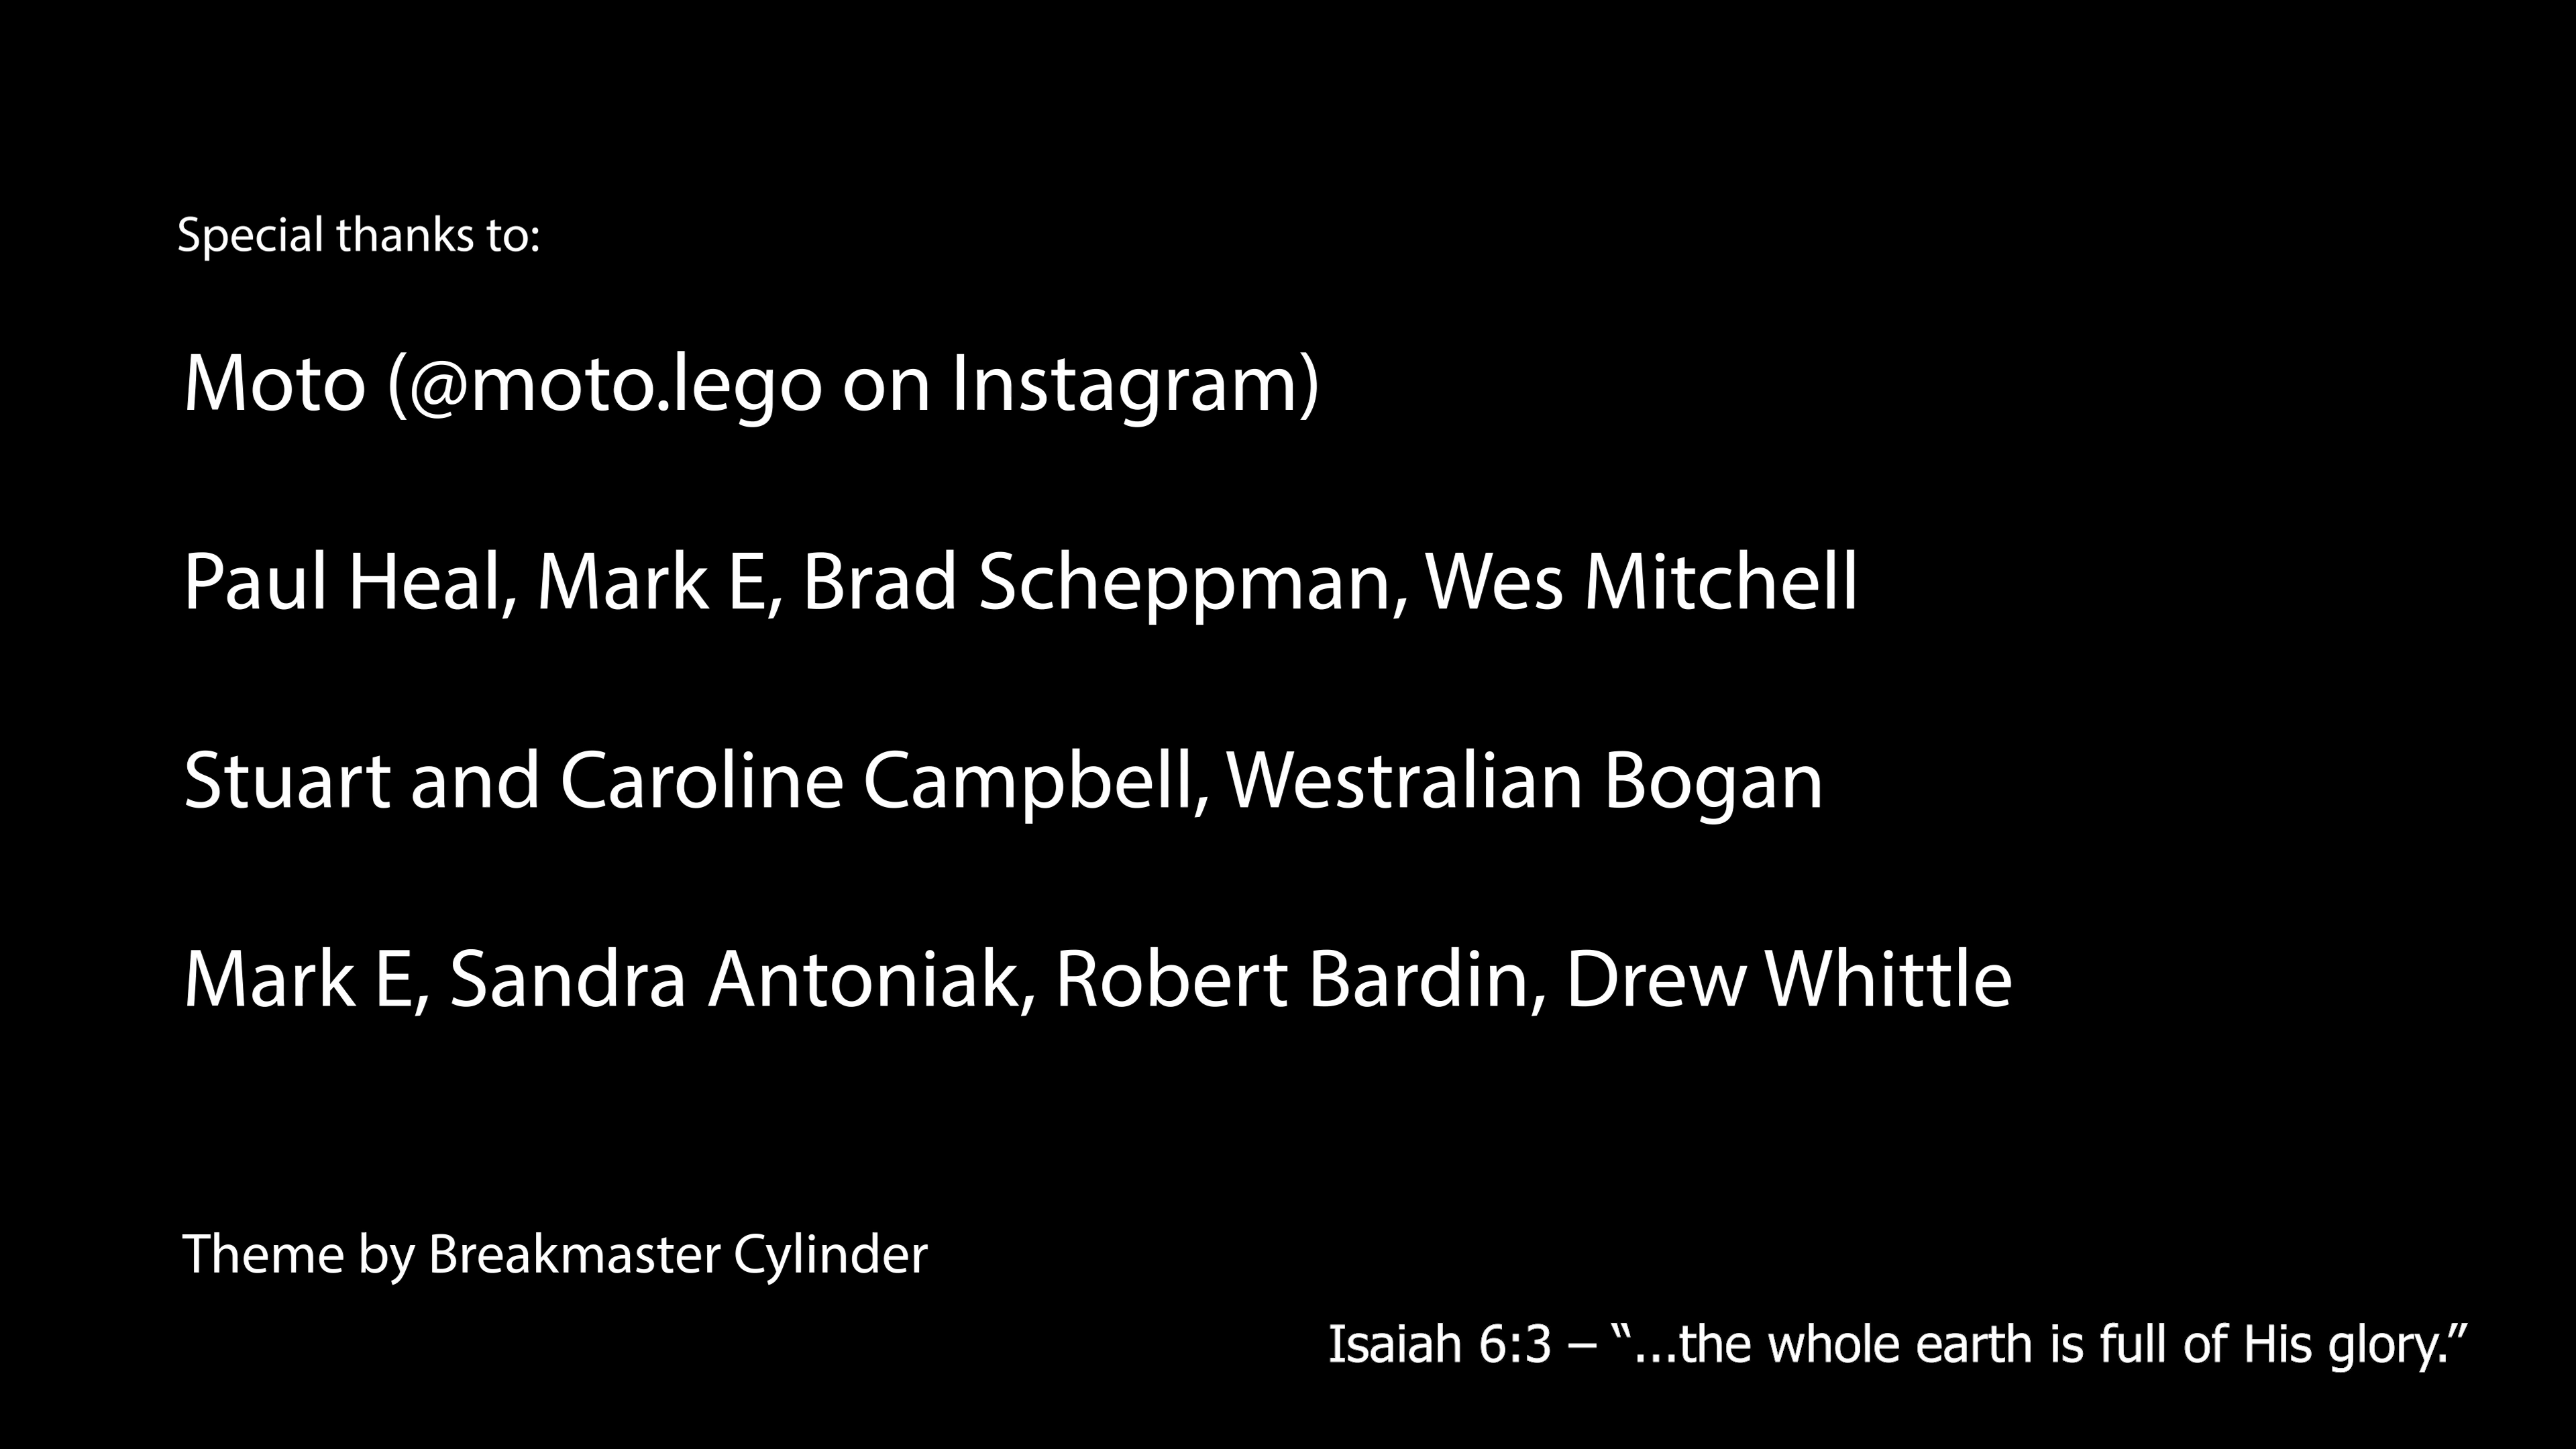 Special thanks to:
Moto (@moto.lego on Instagram)
Paul Heal, Mark E, Brad Scheppman, Wes Mitchell
Stuart and Caroline Campbell, Westralian Bogan
Mark E, Sandra Antoniak, Robert Bardin, Drew Whittle
Theme by Breakmaster Cylinder
Isaiah 6:3 – “…the whole earth is full of His glory.”